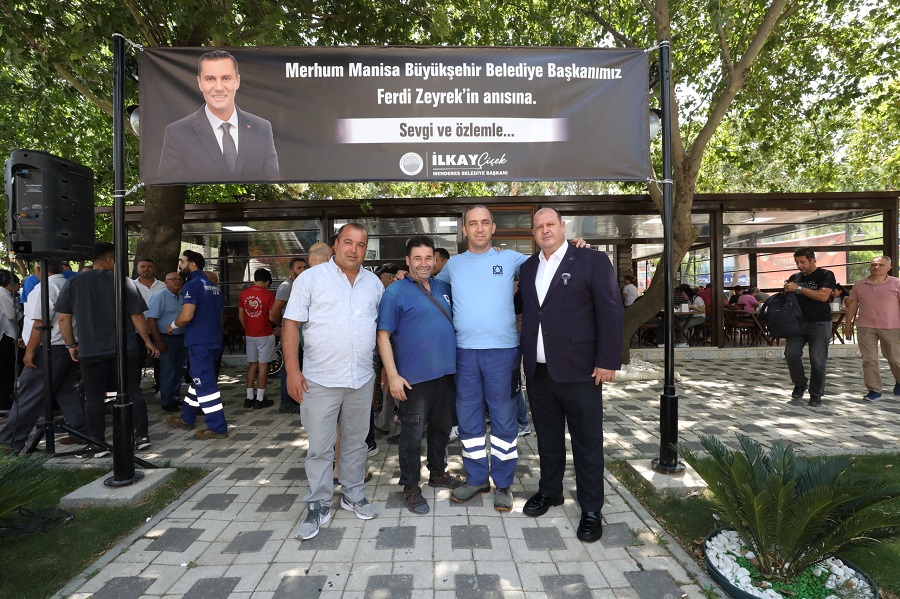 Merhum Manisa Büyükşehir Belediye Başkanımız
Ferdi Zeyrek'in anısına.
Sevgi ve özlemle...
İLKAY Çiçek
MENDERES BELEDİYE BAŞKANI